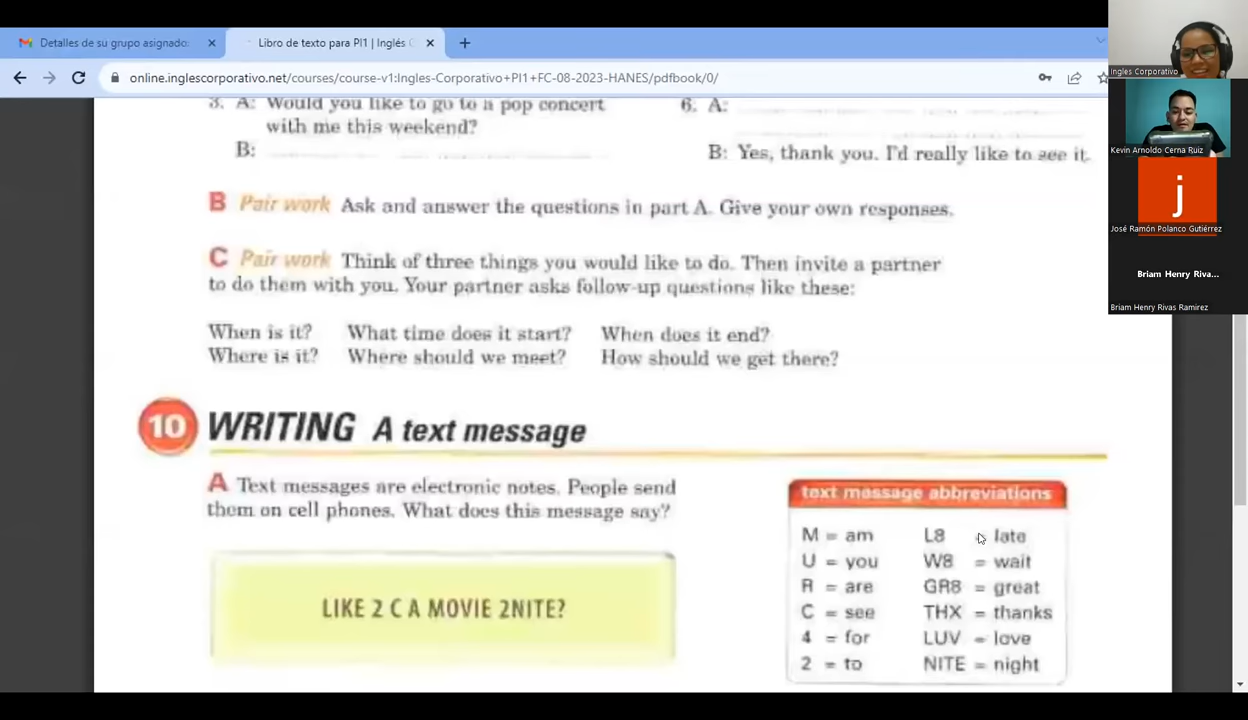 Detalles de su grupo asignado:
Libro de texto para PI1 | Inglés
online.inglescorporativo.net/courses/course-v1:Ingles-Corporativo+PI1+FC-08-2023-HANES/pdfbook/0/
Ingles Corporativo
Kevin Arnoldo Cerna Ruiz
j
José Ramón Polanco Gutiérrez
Briam Henry Riva...
Briam Henry Rivas Ramirez
3. A: Would you like to go to a pop concert
with me this weekend?
B:
6. A:
B: Yes, thank you. I'd really like to see it.
B Pair work Ask and answer the questions in part A. Give your own responses.
C Pair work Think of three things you would like to do. Then invite a partner
to do them with you. Your partner asks follow-up questions like these:
When is it? What time does it start? When does it end?
Where is it? Where should we meet? How should we get there?
10 WRITING A text message
A Text messages are electronic notes. People send
them on cell phones. What does this message say?
LIKE 2 C A MOVIE 2NITE?
text message abbreviations
M = am L8 = late
U = you W8 = wait
R = are GR8 = great
C = see THX = thanks
4 = for LUV = love
2 = to NITE = night